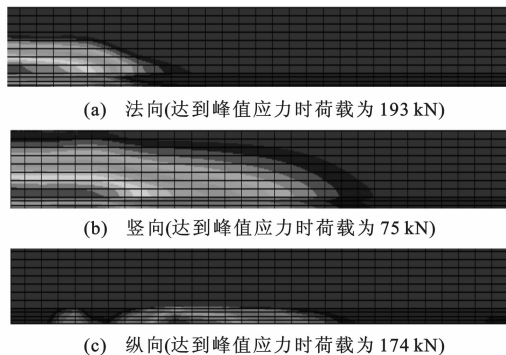 (a) 法向(达到峰值应力时荷载为 193 kN)
(b) 竖向(达到峰值应力时荷载为 75 kN)
(c) 纵向(达到峰值应力时荷载为 174 kN)